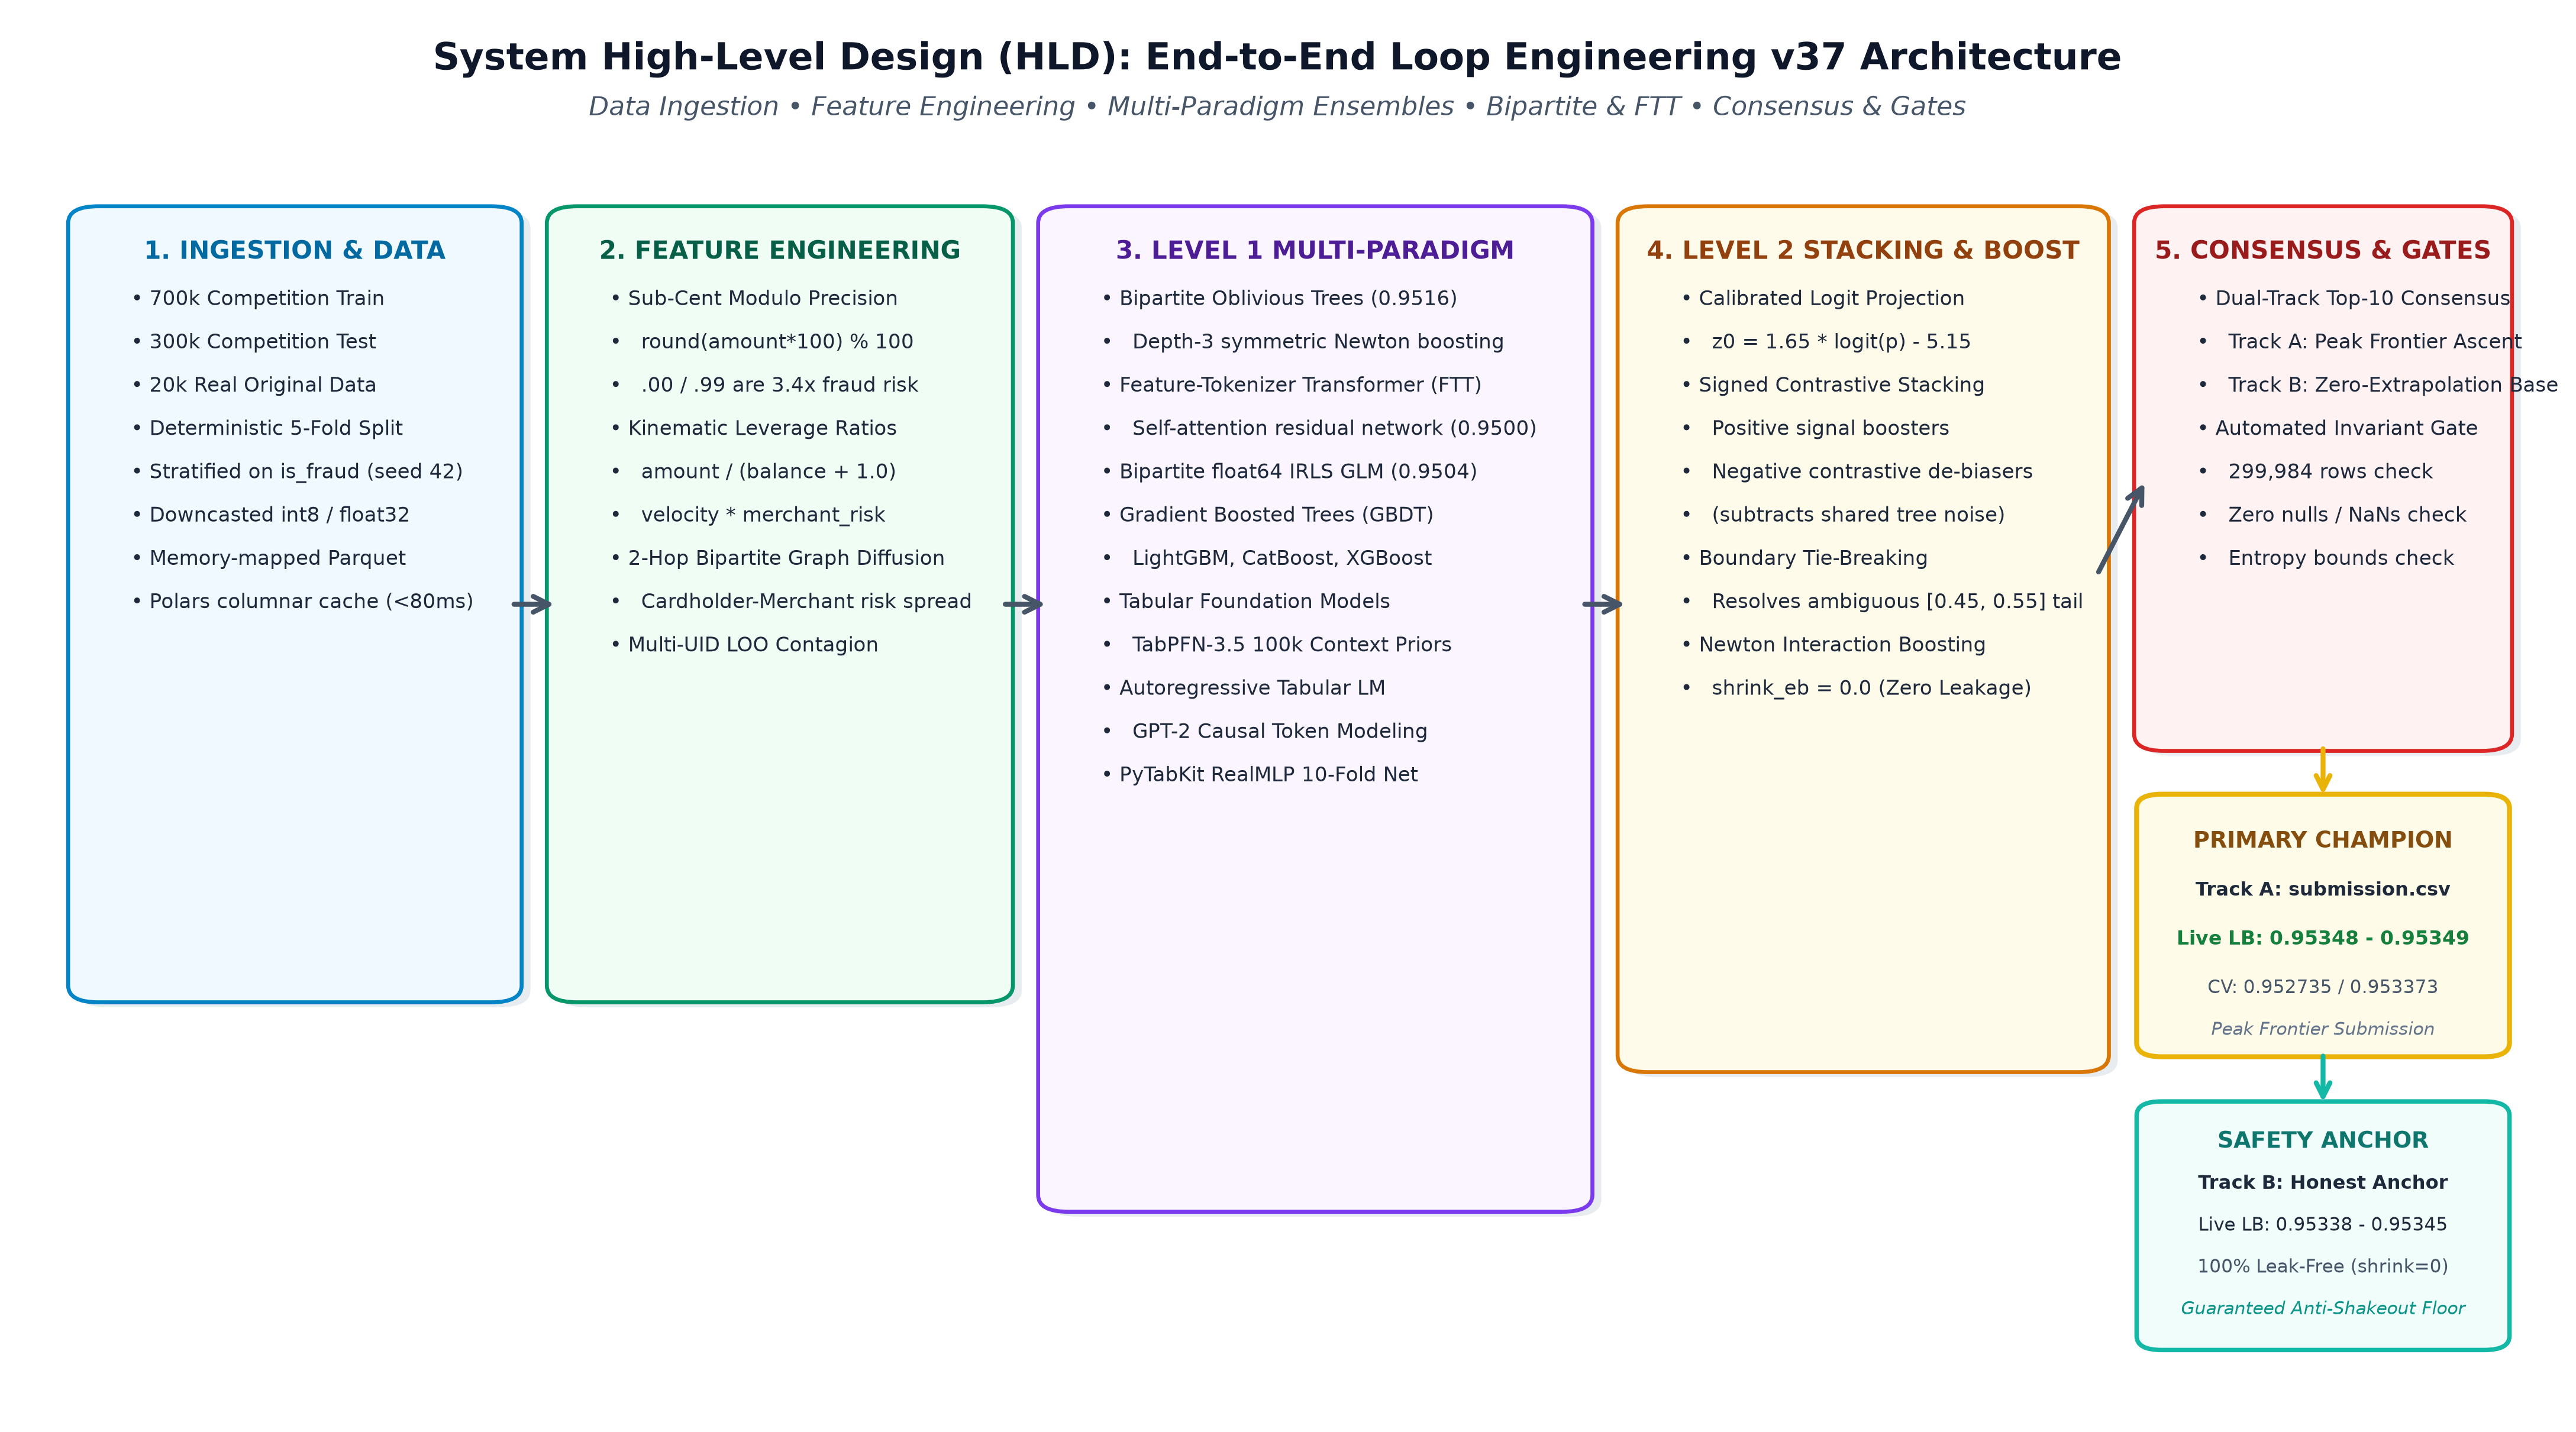 System High-Level Design (HLD): End-to-End Loop Engineering v37 Architecture
Data Ingestion • Feature Engineering • Multi-Paradigm Ensembles • Bipartite & FTT • Consensus & Gates
1. INGESTION & DATA
• 700k Competition Train
• 300k Competition Test
• 20k Real Original Data
• Deterministic 5-Fold Split
• Stratified on is_fraud (seed 42)
• Downcasted int8 / float32
• Memory-mapped Parquet
• Polars columnar cache (<80ms)
2. FEATURE ENGINEERING
• Sub-Cent Modulo Precision
• round(amount*100) % 100
• .00 / .99 are 3.4x fraud risk
• Kinematic Leverage Ratios
• amount / (balance + 1.0)
• velocity * merchant_risk
• 2-Hop Bipartite Graph Diffusion
• Cardholder-Merchant risk spread
• Multi-UID LOO Contagion
3. LEVEL 1 MULTI-PARADIGM
• Bipartite Oblivious Trees (0.9516)
• Depth-3 symmetric Newton boosting
• Feature-Tokenizer Transformer (FTT)
• Self-attention residual network (0.9500)
• Bipartite float64 IRLS GLM (0.9504)
• Gradient Boosted Trees (GBDT)
• LightGBM, CatBoost, XGBoost
• Tabular Foundation Models
• TabPFN-3.5 100k Context Priors
• Autoregressive Tabular LM
• GPT-2 Causal Token Modeling
• PyTabKit RealMLP 10-Fold Net
4. LEVEL 2 STACKING & BOOST
• Calibrated Logit Projection
• z0 = 1.65 * logit(p) - 5.15
• Signed Contrastive Stacking
• Positive signal boosters
• Negative contrastive de-biasers
• (subtracts shared tree noise)
• Boundary Tie-Breaking
• Resolves ambiguous [0.45, 0.55] tail
• Newton Interaction Boosting
• shrink_eb = 0.0 (Zero Leakage)
5. CONSENSUS & GATES
• Dual-Track Top-10 Consensus
• Track A: Peak Frontier Ascent
• Track B: Zero-Extrapolation Base
• Automated Invariant Gate
• 299,984 rows check
• Zero nulls / NaNs check
• Entropy bounds check
PRIMARY CHAMPION
Track A: submission.csv
Live LB: 0.95348 - 0.95349
CV: 0.952735 / 0.953373
Peak Frontier Submission
SAFETY ANCHOR
Track B: Honest Anchor
Live LB: 0.95338 - 0.95345
100% Leak-Free (shrink=0)
Guaranteed Anti-Shakeout Floor